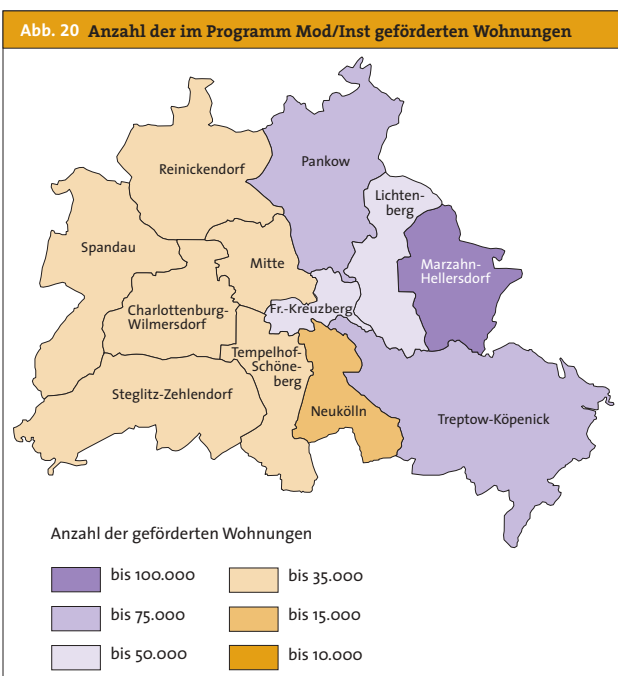 Abb. 20 Anzahl der im Programm Mod/Inst geförderten Wohnungen
Pankow
Reinickendorf
Lichten-
berg
Spandau
Mitte
Marzahn-
Hellersdorf
Charlottenburg-
Wilmersdorf
Fr.-Kreuzberg
Tempelhof-
Schöne-
berg
Steglitz-Zehlendorf
Neukölln
Treptow-Köpenick
Anzahl der geförderten Wohnungen
bis 100.000
bis 75.000
bis 50.000
bis 35.000
bis 15.000
bis 10.000